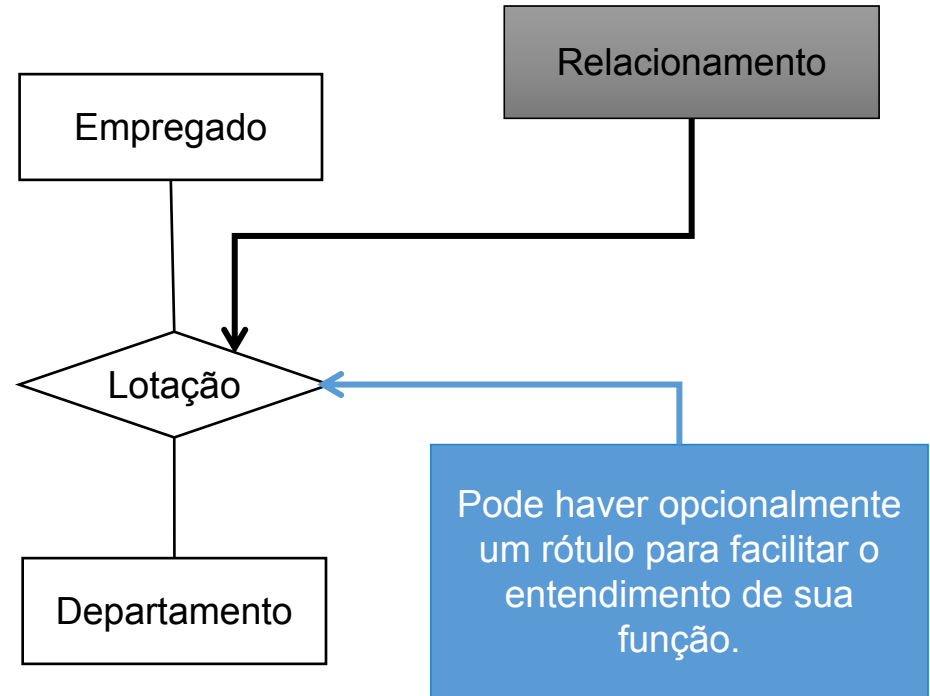 Relacionamento
Empregado
Lotação
Pode haver opcionalmente
um rótulo para facilitar o
entendimento de sua
função.
Departamento